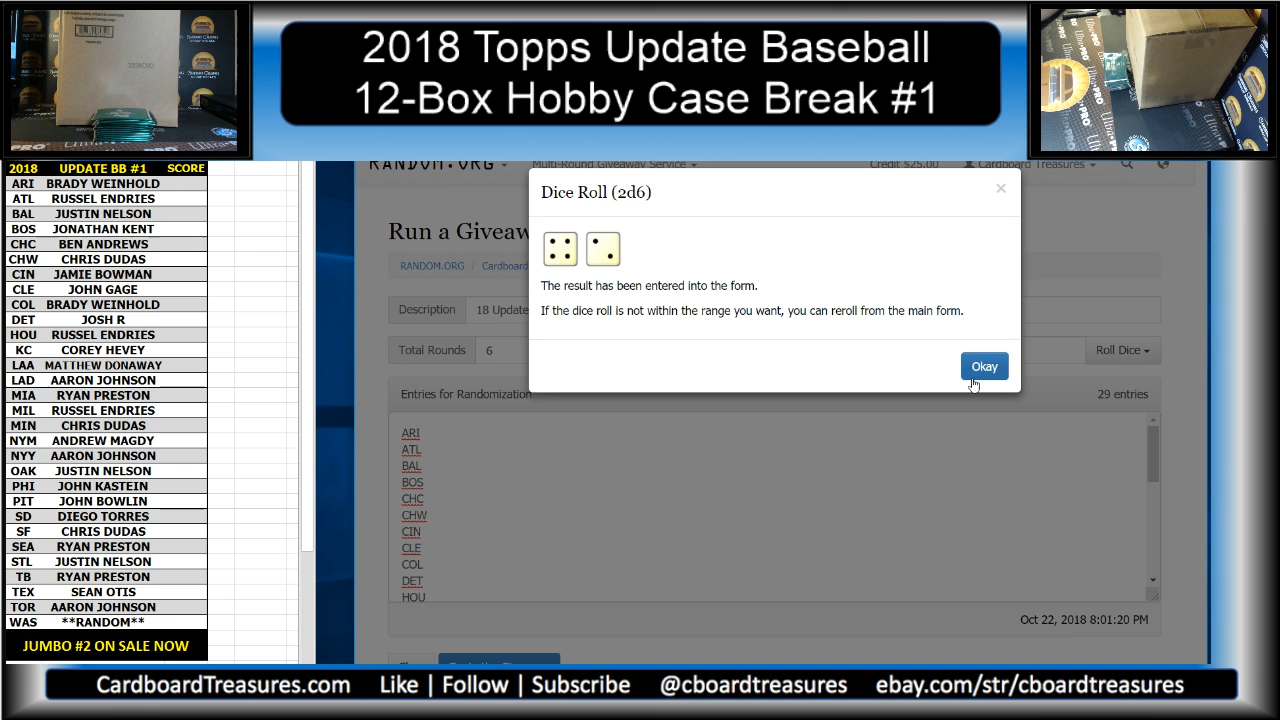 2018 Topps Update Baseball
12-Box Hobby Case Break #1
2018 UPDATE BB #1 SCORE
ARI BRADY WEINHOLD
ATL RUSSEL ENDRIES
BAL JUSTIN NELSON
BOS JONATHAN KENT
CHC BEN ANDREWS
CHW CHRIS DUDAS
CIN JAMIE BOWMAN
CLE JOHN GAGE
COL BRADY WEINHOLD
DET JOSH R
HOU RUSSEL ENDRIES
KC COREY HEVEY
LAA MATTHEW DONAWAY
LAD AARON JOHNSON
MIA RYAN PRESTON
MIL RUSSEL ENDRIES
MIN CHRIS DUDAS
NYM ANDREW MAGDY
NYY AARON JOHNSON
OAK JUSTIN NELSON
PHI JOHN KASTEIN
PIT JOHN BOWLIN
SD DIEGO TORRES
SF CHRIS DUDAS
SEA RYAN PRESTON
STL JUSTIN NELSON
TB RYAN PRESTON
TEX SEAN OTIS
TOR AARON JOHNSON
WAS **RANDOM**
JUMBO #2 ON SALE NOW
RANDOM.ORG Multi-Round Giveaway Service Credit $25.00 Cardboard Treasures
Dice Roll (2d6) ×
The result has been entered into the form.
If the dice roll is not within the range you want, you can reroll from the main form.
Okay
Run a Giveaw
RANDOM.ORG / Cardboard
Description 18 Update
Total Rounds 6 Roll Dice
Entries for Randomization 29 entries
ARI
ATL
BAL
BOS
CHC
CHW
CIN
CLE
COL
DET
HOU
Oct 22, 2018 8:01:20 PM
CardboardTreasures.com Like | Follow | Subscribe @cboardtreasures ebay.com/str/cboardtreasures